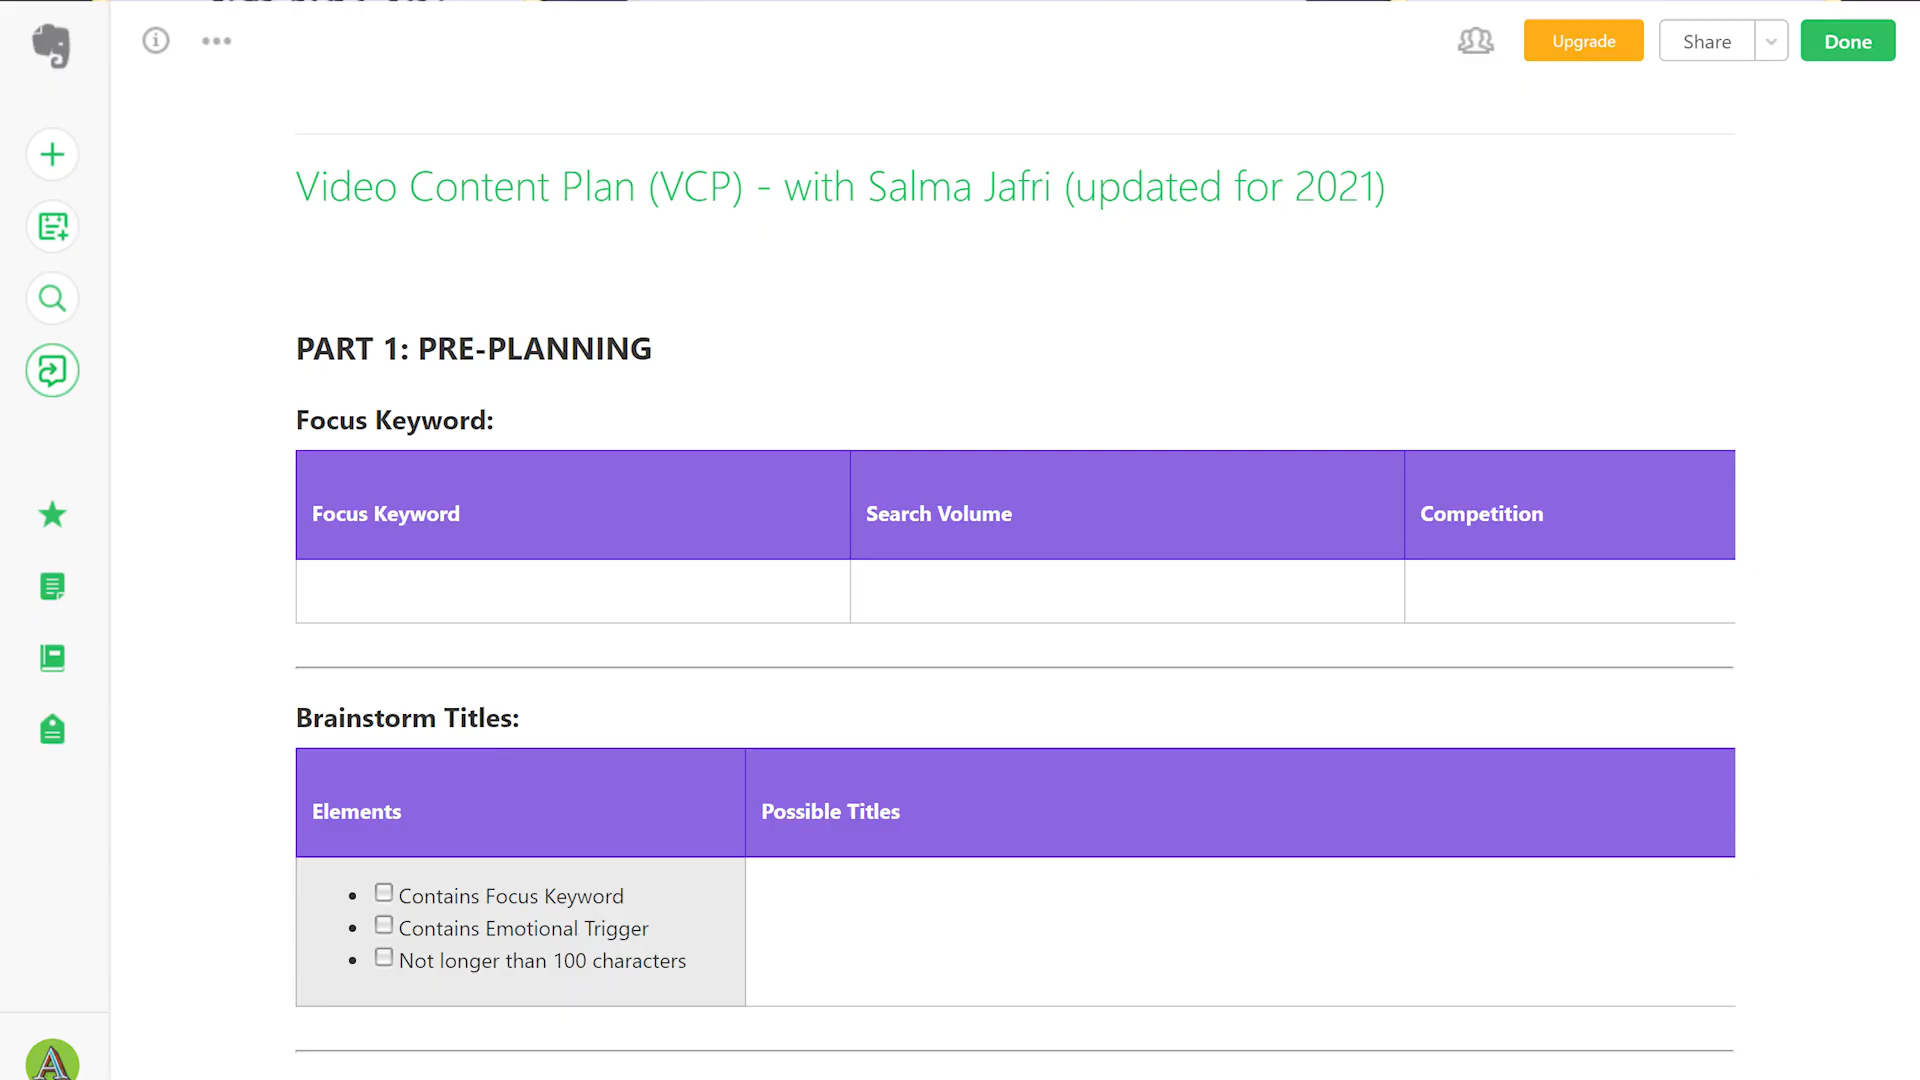 Upgrade
Share
Done
Video Content Plan (VCP) - with Salma Jafri (updated for 2021)
PART 1: PRE-PLANNING
Focus Keyword:
Focus Keyword Search Volume Competition
Brainstorm Titles:
Elements Possible Titles
Contains Focus Keyword
Contains Emotional Trigger
Not longer than 100 characters
A